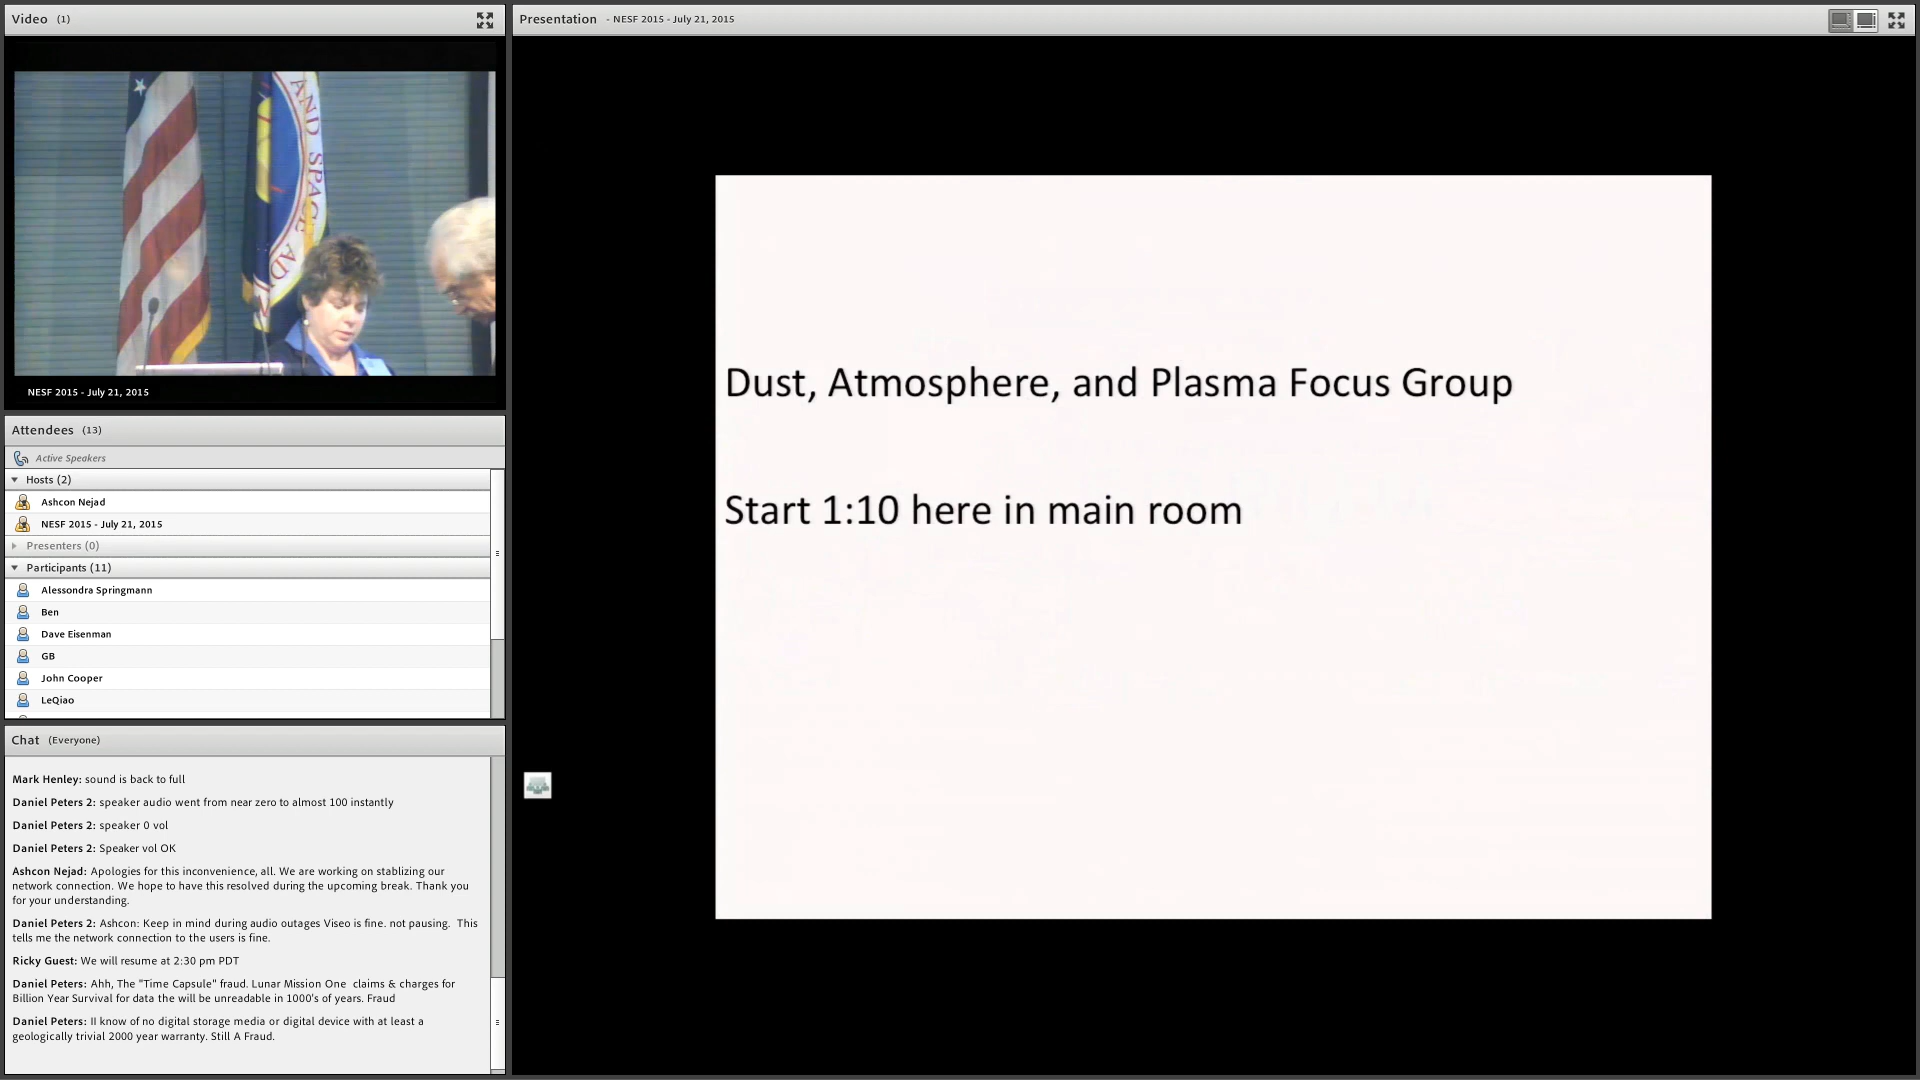 Video (1)
AND SPACE AD
NESF 2015 - July 21, 2015
Attendees (13)
Active Speakers
Hosts (2)
Ashcon Nejad
NESF 2015 - July 21, 2015
Presenters (0)
Participants (11)
Alessondra Springmann
Ben
Dave Eisenman
GB
John Cooper
LeQiao
Chat (Everyone)
Mark Henley: sound is back to full
Daniel Peters 2: speaker audio went from near zero to almost 100 instantly
Daniel Peters 2: speaker 0 vol
Daniel Peters 2: Speaker vol OK
Ashcon Nejad: Apologies for this inconvenience, all. We are working on stablizing our
network connection. We hope to have this resolved during the upcoming break. Thank you
for your understanding.
Daniel Peters 2: Ashcon: Keep in mind during audio outages Viseo is fine. not pausing. This
tells me the network connection to the users is fine.
Ricky Guest: We will resume at 2:30 pm PDT
Daniel Peters: Ahh, The "Time Capsule" fraud. Lunar Mission One claims & charges for
Billion Year Survival for data the will be unreadable in 1000's of years. Fraud
Daniel Peters: II know of no digital storage media or digital device with at least a
geologically trivial 2000 year warranty. Still A Fraud.
Presentation - NESF 2015 - July 21, 2015
Dust, Atmosphere, and Plasma Focus Group
Start 1:10 here in main room